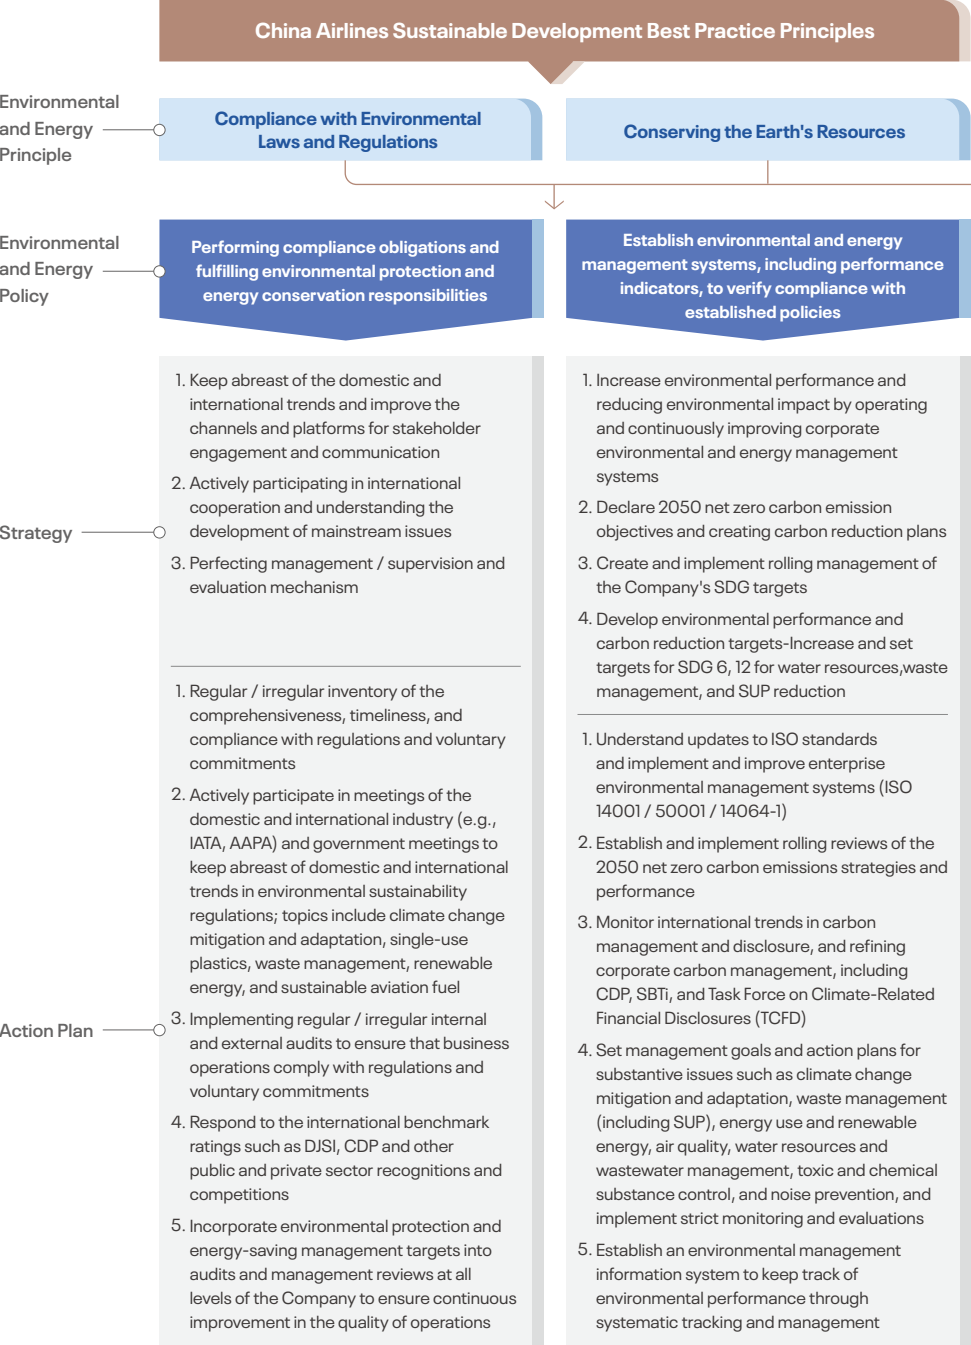 China Airlines Sustainable Development Best Practice Principles
Environmental
and Energy
Principle
Compliance with Environmental
Laws and Regulations
Conserving the Earth's Resources
Environmental
and Energy
Policy
Performing compliance obligations and
fulfilling environmental protection and
energy conservation responsibilities
Establish environmental and energy
management systems, including performance
indicators, to verify compliance with
established policies
Strategy
1. Keep abreast of the domestic and
international trends and improve the
channels and platforms for stakeholder
engagement and communication
2. Actively participating in international
cooperation and understanding the
development of mainstream issues
3. Perfecting management / supervision and
evaluation mechanism
1. Increase environmental performance and
reducing environmental impact by operating
and continuously improving corporate
environmental and energy management
systems
2. Declare 2050 net zero carbon emission
objectives and creating carbon reduction plans
3. Create and implement rolling management of
the Company's SDG targets
4. Develop environmental performance and
carbon reduction targets-Increase and set
targets for SDG 6, 12 for water resources,waste
management, and SUP reduction
Action Plan
1. Regular / irregular inventory of the
comprehensiveness, timeliness, and
compliance with regulations and voluntary
commitments
2. Actively participate in meetings of the
domestic and international industry (e.g.,
IATA, AAPA) and government meetings to
keep abreast of domestic and international
trends in environmental sustainability
regulations; topics include climate change
mitigation and adaptation, single-use
plastics, waste management, renewable
energy, and sustainable aviation fuel
3. Implementing regular / irregular internal
and external audits to ensure that business
operations comply with regulations and
voluntary commitments
4. Respond to the international benchmark
ratings such as DJSI, CDP and other
public and private sector recognitions and
competitions
5. Incorporate environmental protection and
energy-saving management targets into
audits and management reviews at all
levels of the Company to ensure continuous
improvement in the quality of operations
1. Understand updates to ISO standards
and implement and improve enterprise
environmental management systems (ISO
14001 / 50001 / 14064-1)
2. Establish and implement rolling reviews of the
2050 net zero carbon emissions strategies and
performance
3. Monitor international trends in carbon
management and disclosure, and refining
corporate carbon management, including
CDP, SBTi, and Task Force on Climate-Related
Financial Disclosures (TCFD)
4. Set management goals and action plans for
substantive issues such as climate change
mitigation and adaptation, waste management
(including SUP), energy use and renewable
energy, air quality, water resources and
wastewater management, toxic and chemical
substance control, and noise prevention, and
implement strict monitoring and evaluations
5. Establish an environmental management
information system to keep track of
environmental performance through
systematic tracking and management